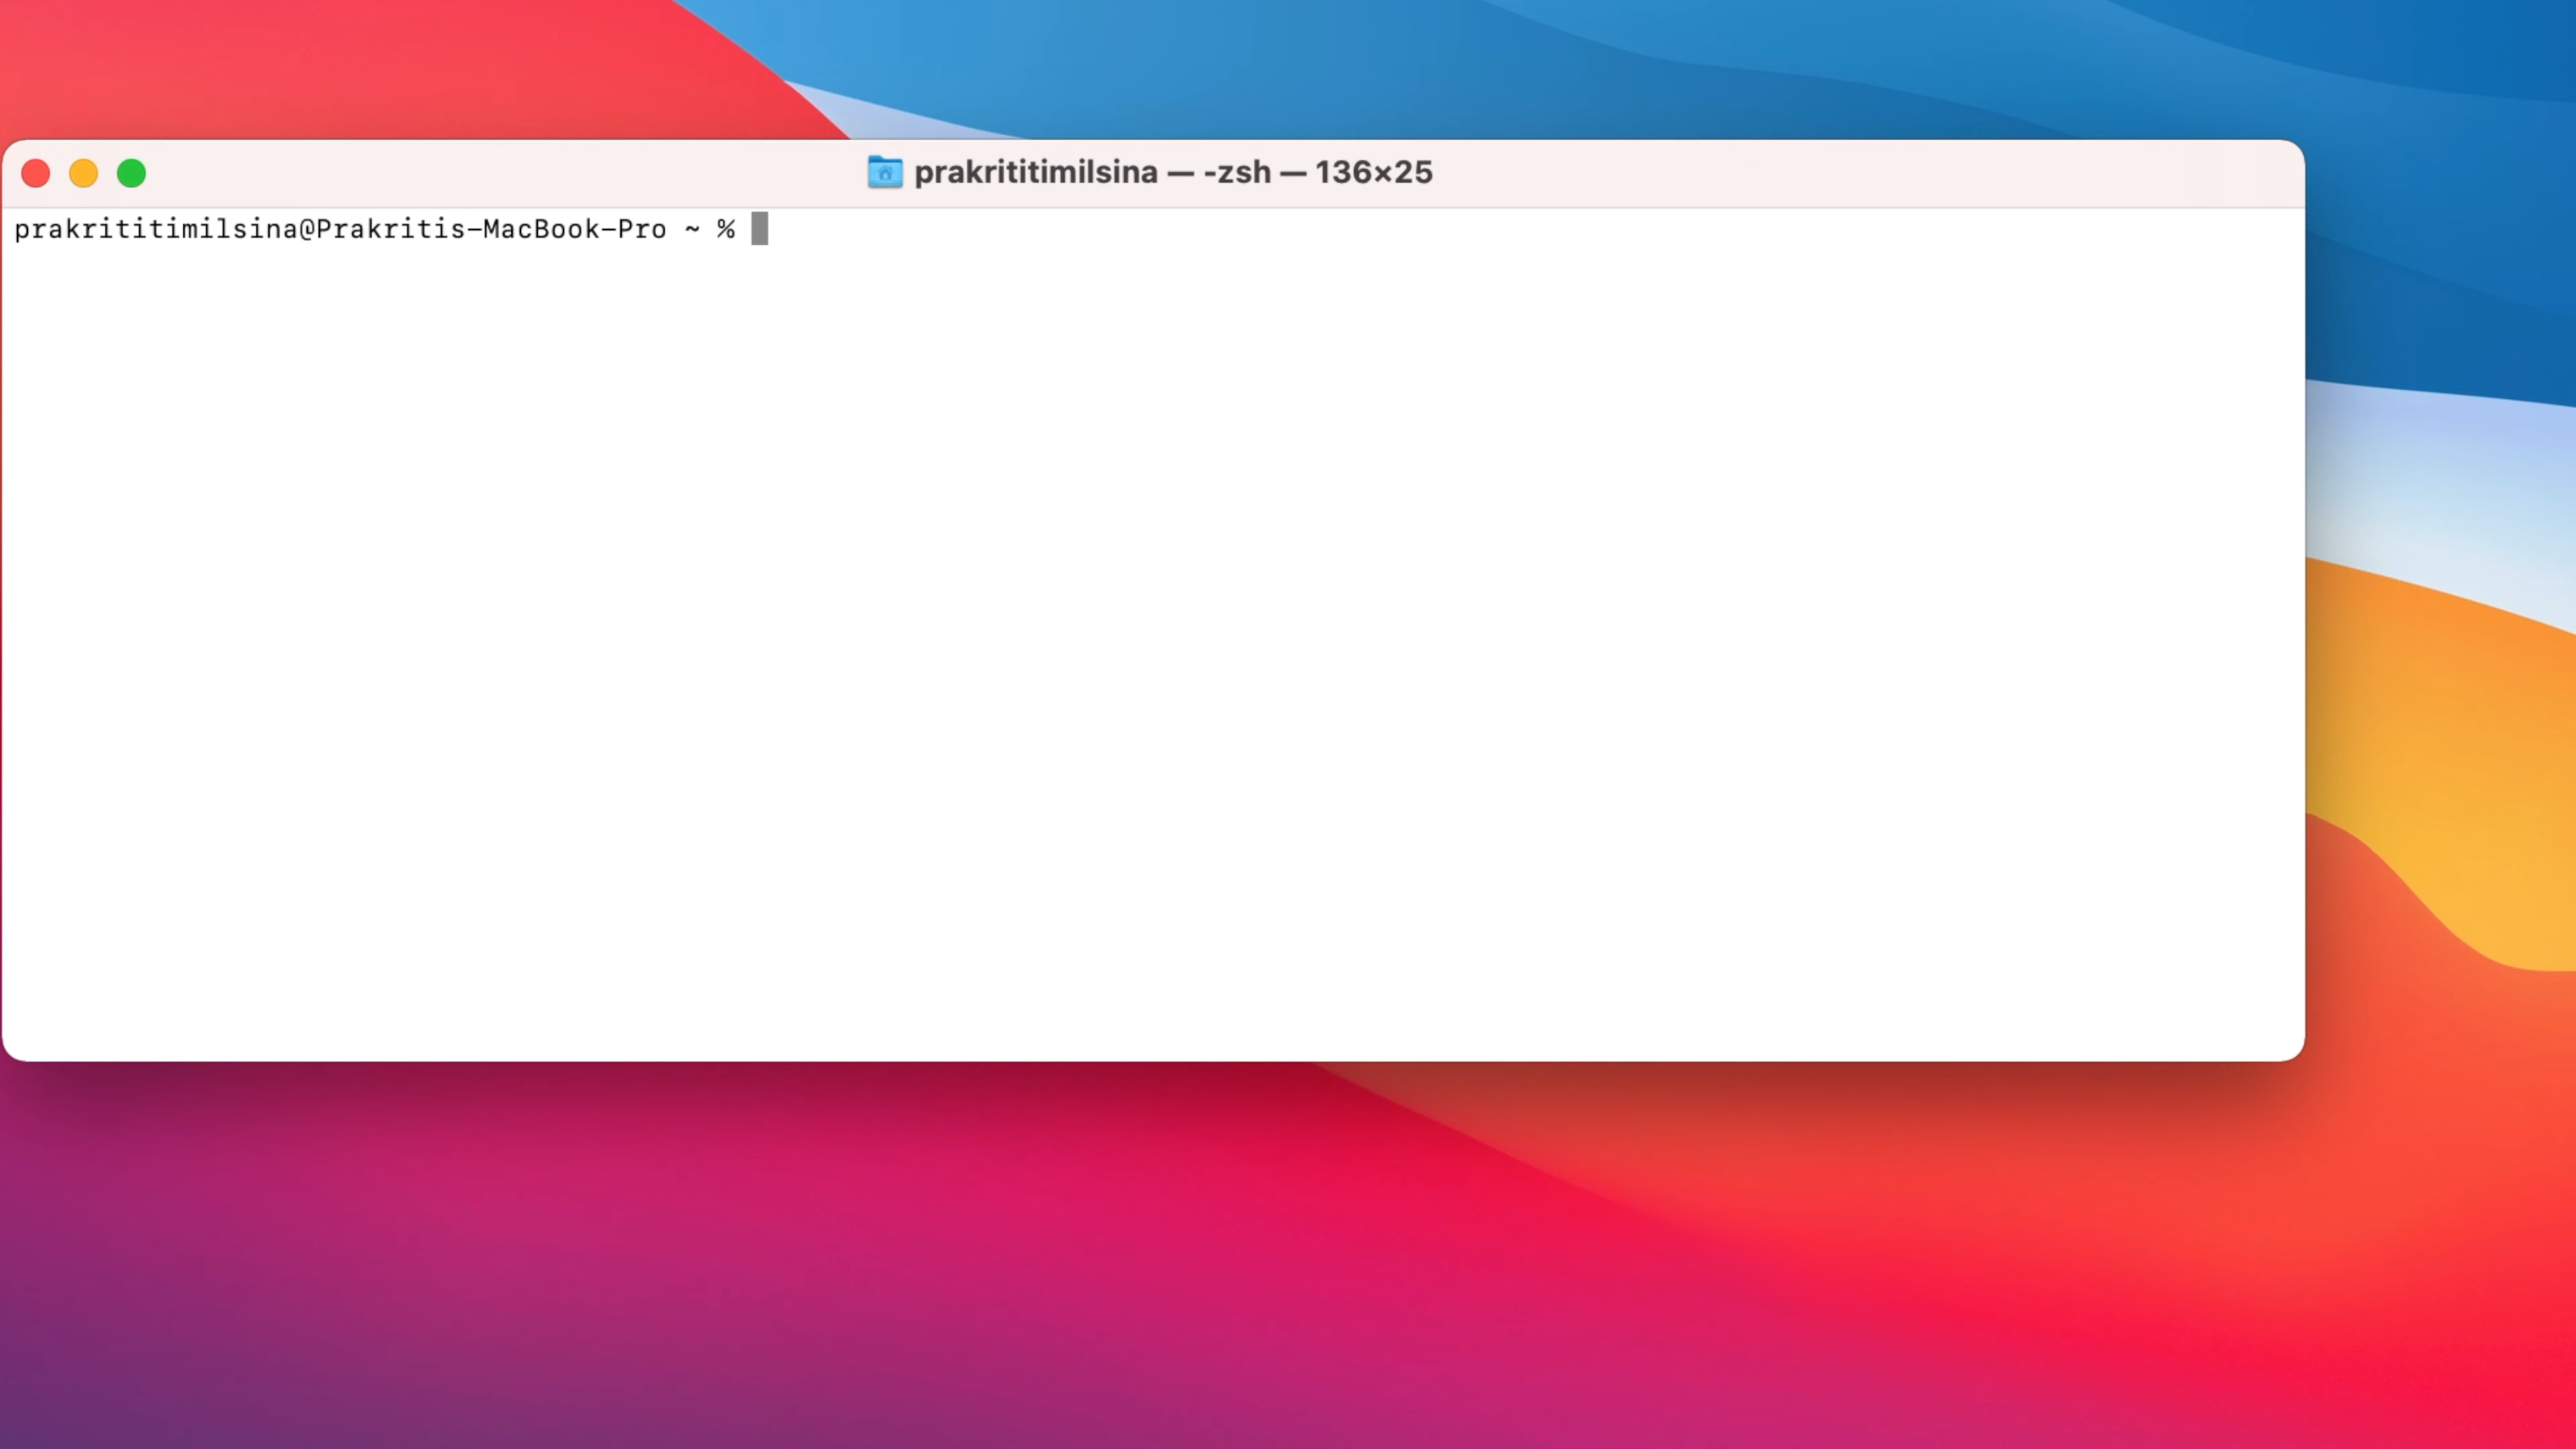 prakrititimilsina — -zsh — 136×25
prakrititimilsina@Prakritis-MacBook-Pro ~ %